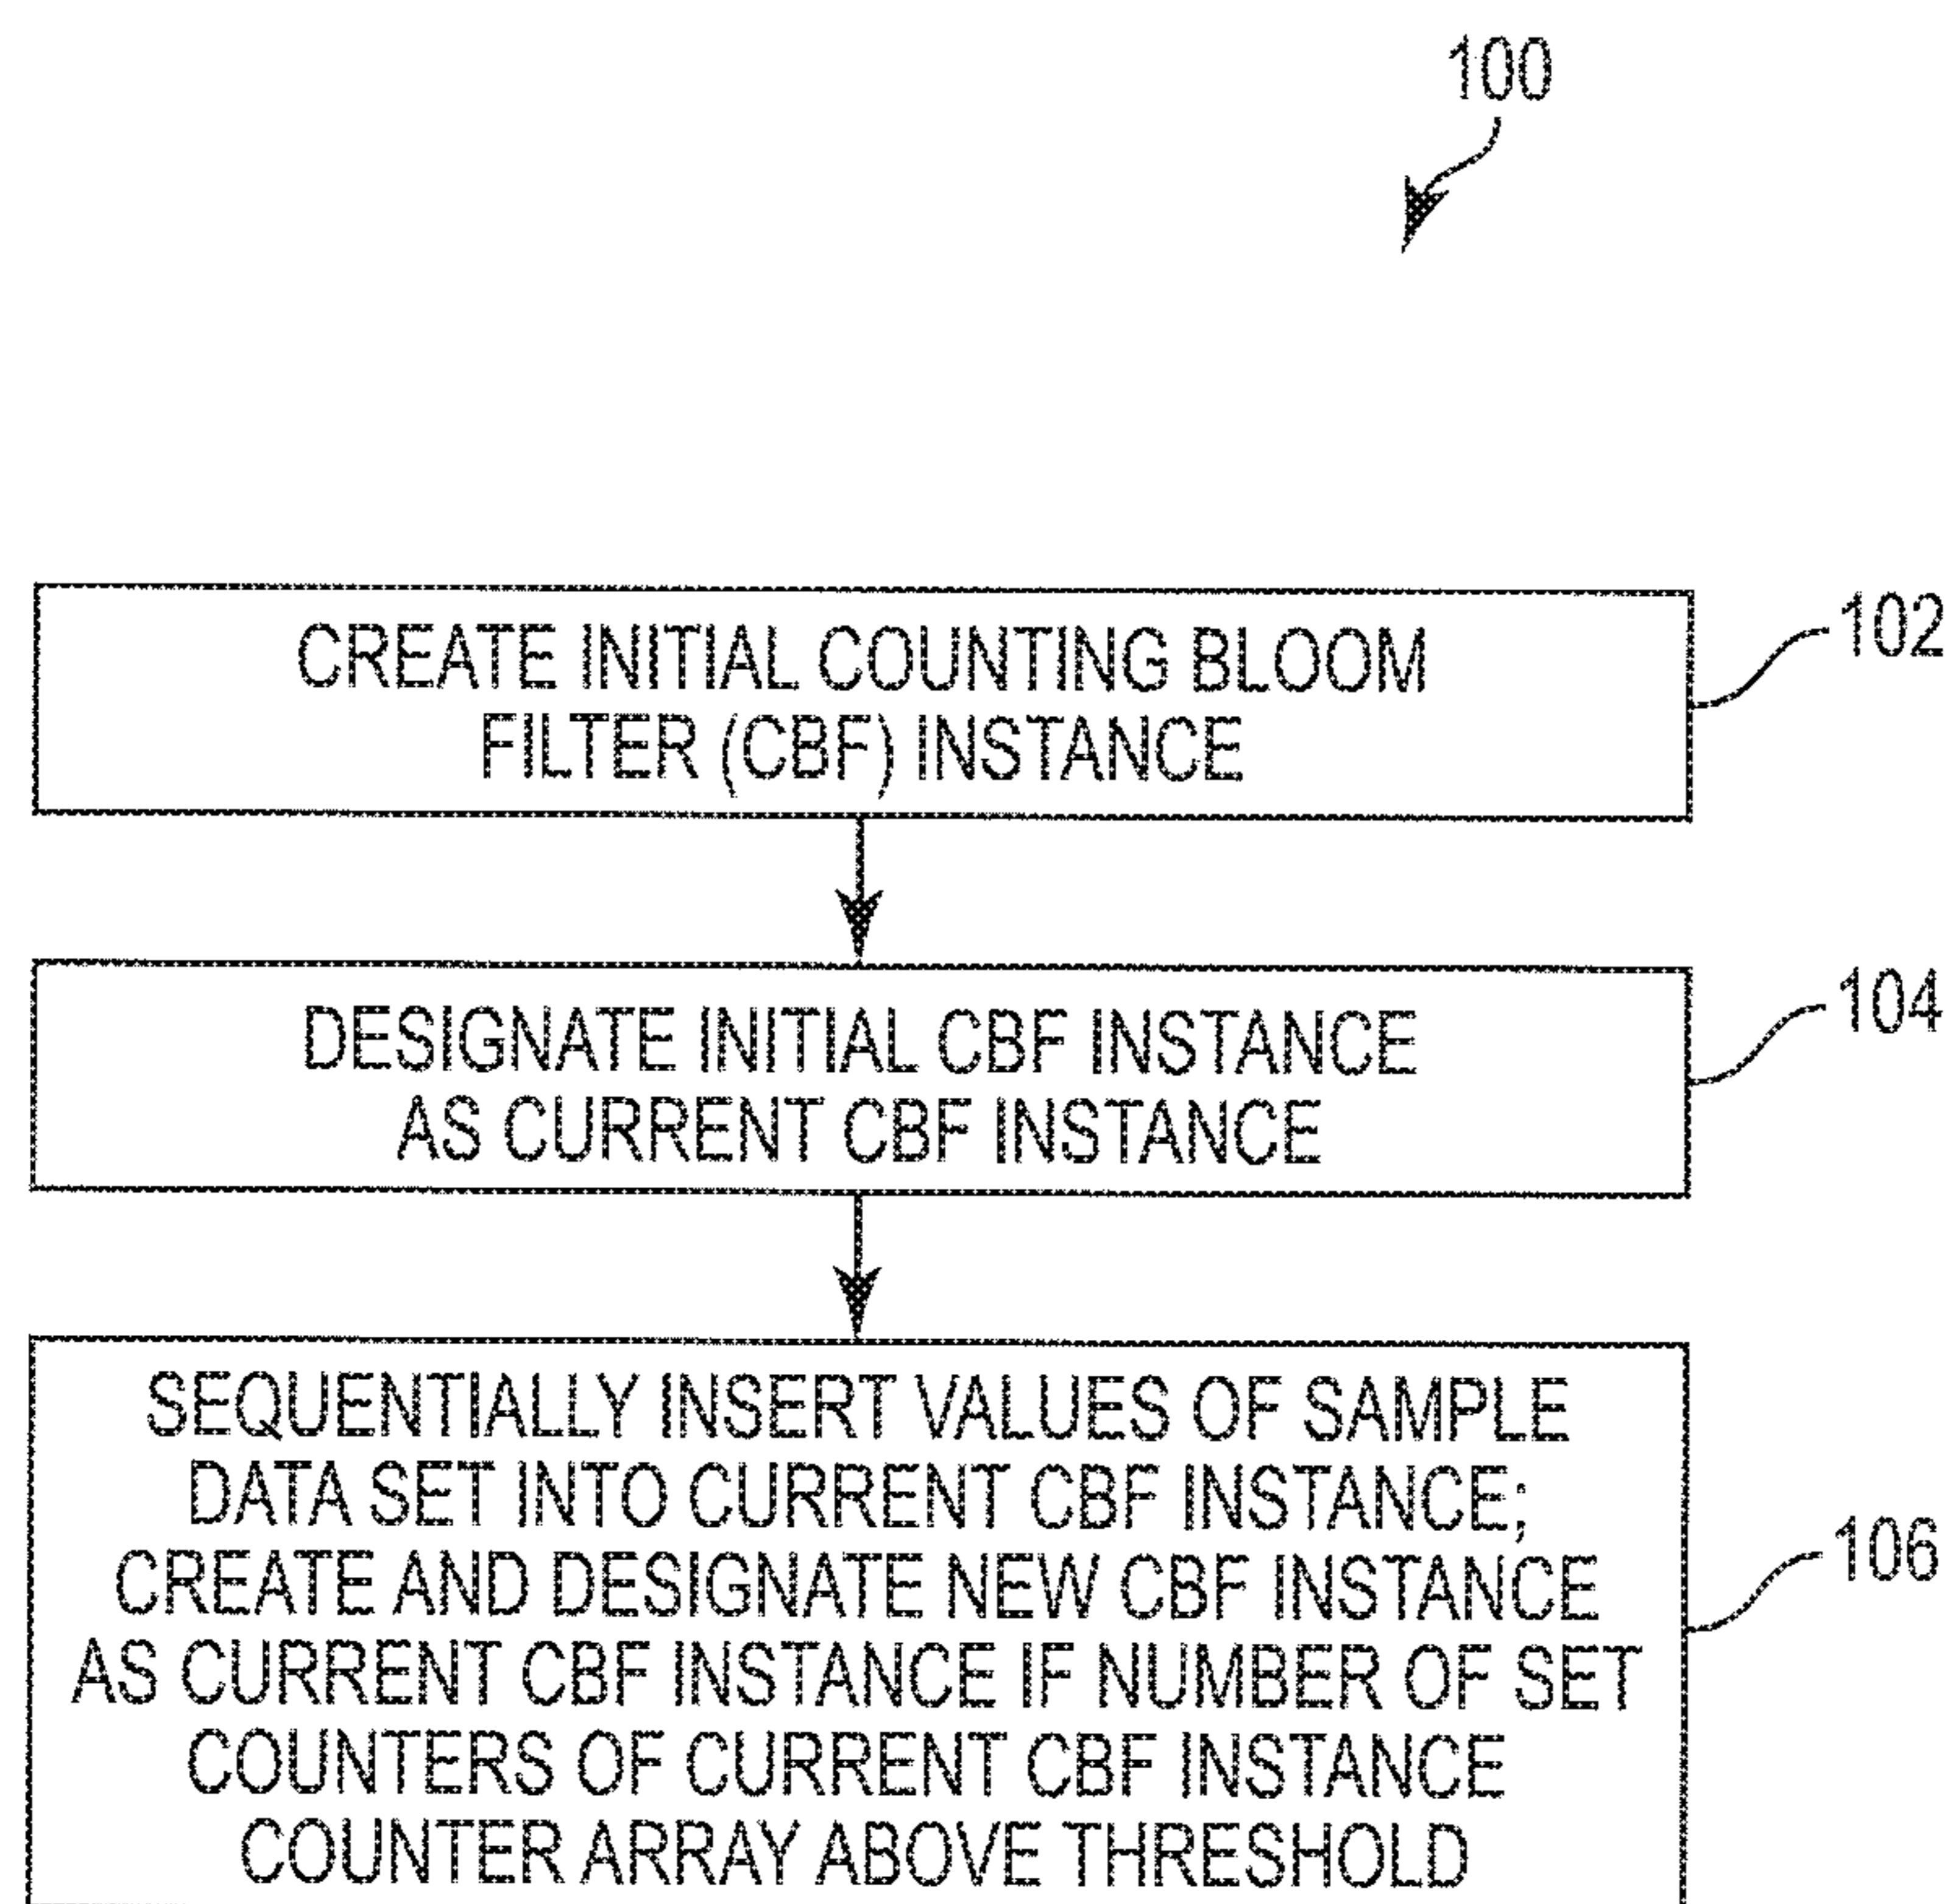 100
CREATE INITIAL COUNTING BLOOM
FILTER (CBF) INSTANCE
102
DESIGNATE INITIAL CBF INSTANCE
AS CURRENT CBF INSTANCE
104
SEQUENTIALLY INSERT VALUES OF SAMPLE
DATA SET INTO CURRENT CBF INSTANCE;
CREATE AND DESIGNATE NEW CBF INSTANCE
AS CURRENT CBF INSTANCE IF NUMBER OF SET
COUNTERS OF CURRENT CBF INSTANCE
COUNTER ARRAY ABOVE THRESHOLD
106